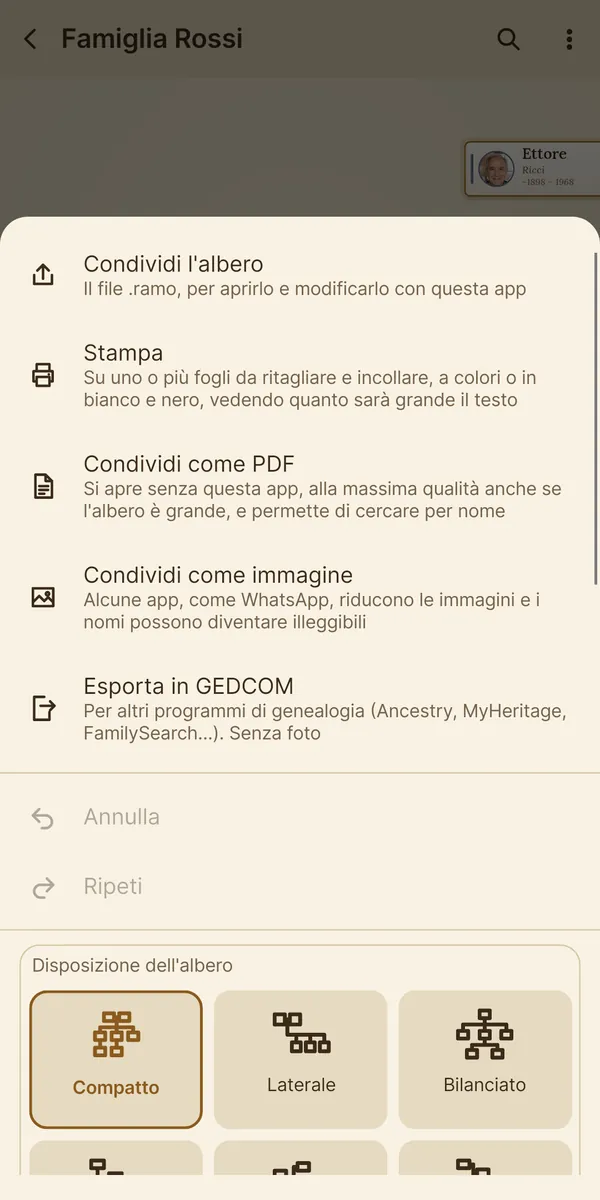 Famiglia Rossi
Ettore
Ricci
~1898 - 1968
Condividi l'albero
Il file .ramo, per aprirlo e modificarlo con questa app
Stampa
Su uno o più fogli da ritagliare e incollare, a colori o in
bianco e nero, vedendo quanto sarà grande il testo
Condividi come PDF
Si apre senza questa app, alla massima qualità anche se
l'albero è grande, e permette di cercare per nome
Condividi come immagine
Alcune app, come WhatsApp, riducono le immagini e i
nomi possono diventare illeggibili
Esporta in GEDCOM
Per altri programmi di genealogia (Ancestry, MyHeritage,
FamilySearch...). Senza foto
Annulla
Ripeti
Disposizione dell'albero
Compatto
Laterale
Bilanciato